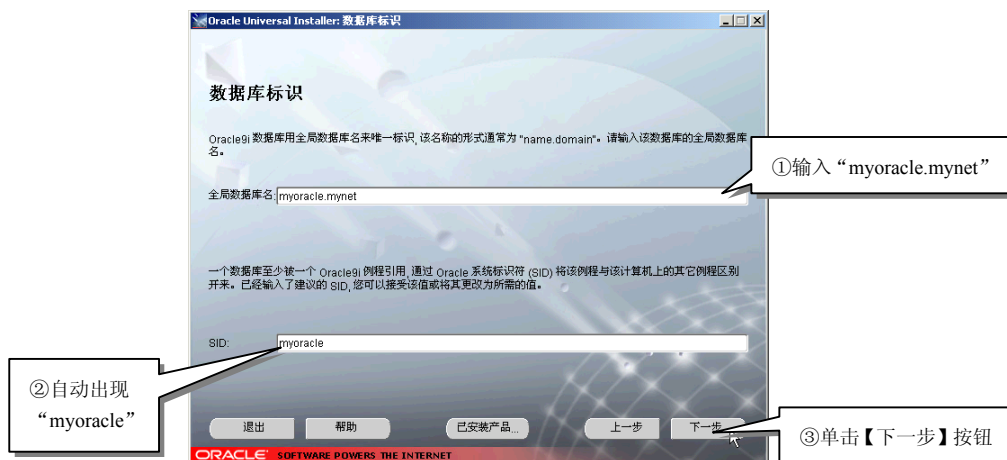 Oracle Universal Installer: 数据库标识
数据库标识
Oracle9i 数据库用全局数据库名来唯一标识, 该名称的形式通常为 "name.domain"。请输入该数据库的全局数据库
名。
①输入“myoracle.mynet”
全局数据库名: myoracle.mynet
一个数据库至少被一个 Oracle9i 例程引用, 通过 Oracle 系统标识符 (SID) 将该例程与该计算机上的其它例程区别
开来。已经输入了建议的 SID, 您可以接受该值或将其更改为所需的值。
SID: myoracle
②自动出现
“myoracle”
退出 帮助 已安装产品... 上一步 下一步
③单击【下一步】按钮
ORACLE SOFTWARE POWERS THE INTERNET